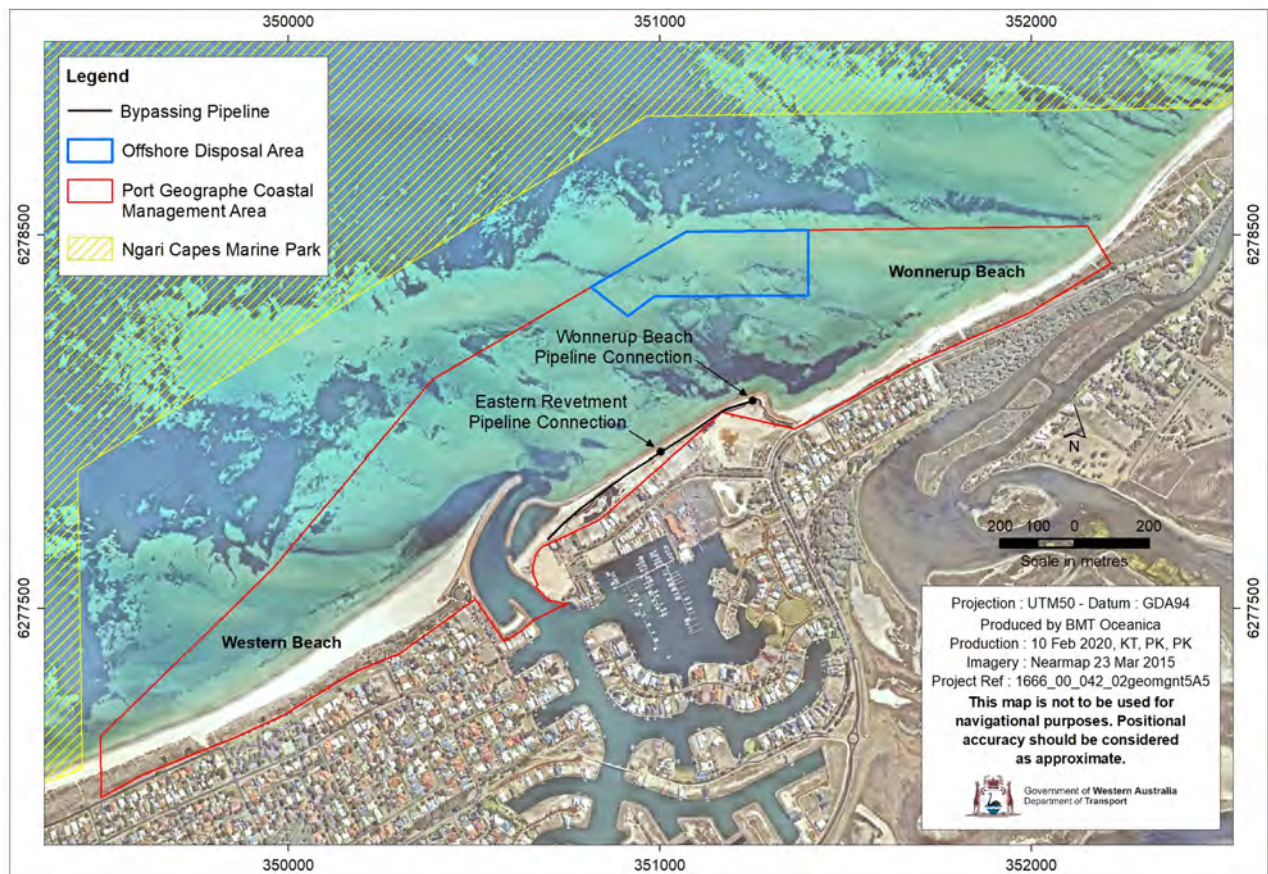 350000
351000
352000
Legend
Bypassing Pipeline
Offshore Disposal Area
Port Geographe Coastal
Management Area
Ngari Capes Marine Park
6278500
6278500
Wonnerup Beach
Wonnerup Beach
Pipeline Connection
Eastern Revetment
Pipeline Connection
N
200 100 0 200
Scale in metres
6277500
6277500
Western Beach
Projection : UTM50 - Datum : GDA94
Produced by BMT Oceanica
Production : 10 Feb 2020, KT, PK, PK
Imagery : Nearmap 23 Mar 2015
Project Ref : 1666_00_042_02geomgnt5A5
This map is not to be used for
navigational purposes. Positional
accuracy should be considered
as approximate.
Government of Western Australia
Department of Transport
350000
351000
352000